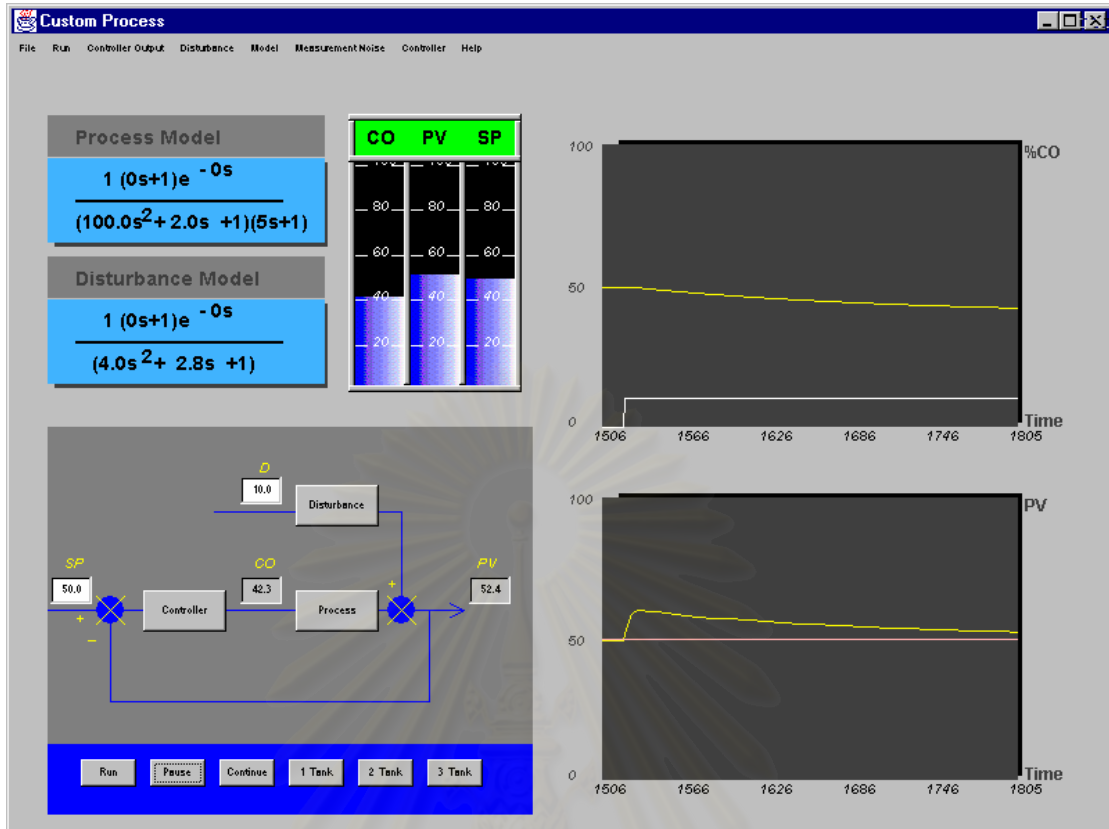 Custom Process
File Run Controller Output Disturbance Model Measurement Noise Controller Help
Process Model
1 (0s+1)e - 0s
(100.0s2+ 2.0s +1)(5s+1)
Disturbance Model
1 (0s+1)e - 0s
(4.0s2+ 2.8s +1)
CO PV SP
100 100 100
80 80 80
60 60 60
40 40 40
20 20 20
100
%CO
50
0
Time
1506 1566 1626 1686 1746 1805
100
PV
50
0
Time
1506 1566 1626 1686 1746 1805
D
10.0
Disturbance
SP CO PV
50.0 42.3 52.4
+
Controller Process
+
−
Run Pause Continue 1 Tank 2 Tank 3 Tank